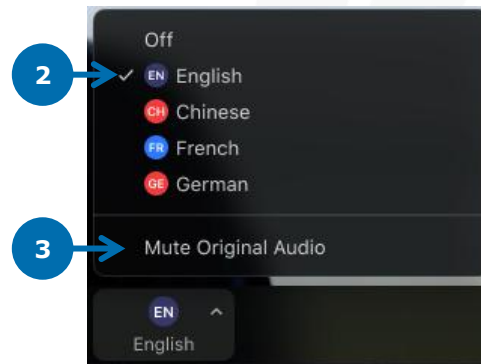 Off
2 EN English
CH Chinese
FR French
GE German
3 Mute Original Audio
EN
English